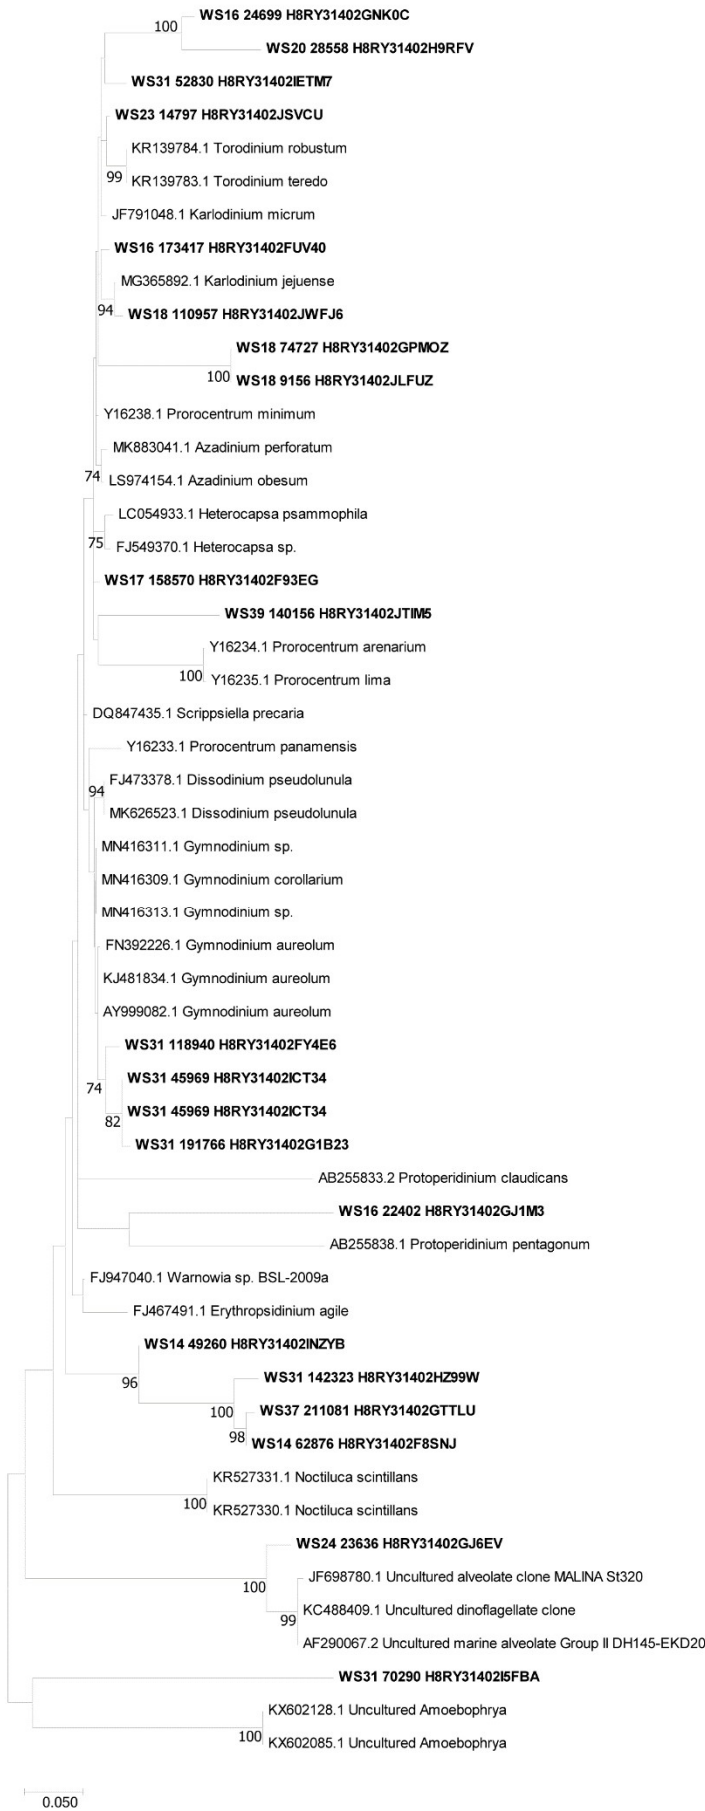 WS16 24699 H8RY31402GNK0C
100
WS20 28558 H8RY31402H9RFV
WS31 52830 H8RY31402IETM7
WS23 14797 H8RY31402JSVCU
KR139784.1 Torodinium robustum
99
KR139783.1 Torodinium teredo
JF791048.1 Karlodinium micrum
WS16 173417 H8RY31402FUV40
MG365892.1 Karlodinium jejuense
94
WS18 110957 H8RY31402JWFJ6
WS18 74727 H8RY31402GPMOZ
100
WS18 9156 H8RY31402JLFUZ
Y16238.1 Prorocentrum minimum
MK883041.1 Azadinium perforatum
74
LS974154.1 Azadinium obesum
LC054933.1 Heterocapsa psammophila
75
FJ549370.1 Heterocapsa sp.
WS17 158570 H8RY31402F93EG
WS39 140156 H8RY31402JTIM5
Y16234.1 Prorocentrum arenarium
100
Y16235.1 Prorocentrum lima
DQ847435.1 Scrippsiella precaria
Y16233.1 Prorocentrum panamensis
FJ473378.1 Dissodinium pseudolunula
94
MK626523.1 Dissodinium pseudolunula
MN416311.1 Gymnodinium sp.
MN416309.1 Gymnodinium corollarium
MN416313.1 Gymnodinium sp.
FN392226.1 Gymnodinium aureolum
KJ481834.1 Gymnodinium aureolum
AY999082.1 Gymnodinium aureolum
WS31 118940 H8RY31402FY4E6
WS31 45969 H8RY31402ICT34
74
WS31 45969 H8RY31402ICT34
82
WS31 191766 H8RY31402G1B23
AB255833.2 Protoperidinium claudicans
WS16 22402 H8RY31402GJ1M3
AB255838.1 Protoperidinium pentagonum
FJ947040.1 Warnowia sp. BSL-2009a
FJ467491.1 Erythropsidinium agile
WS14 49260 H8RY31402INZYB
96
WS31 142323 H8RY31402HZ99W
100
WS37 211081 H8RY31402GTTLU
98
WS14 62876 H8RY31402F8SNJ
KR527331.1 Noctiluca scintillans
100
KR527330.1 Noctiluca scintillans
WS24 23636 H8RY31402GJ6EV
100
JF698780.1 Uncultured alveolate clone MALINA St320
KC488409.1 Uncultured dinoflagellate clone
99
AF290067.2 Uncultured marine alveolate Group II DH145-EKD20
WS31 70290 H8RY31402I5FBA
KX602128.1 Uncultured Amoebophrya
100
KX602085.1 Uncultured Amoebophrya
0.050